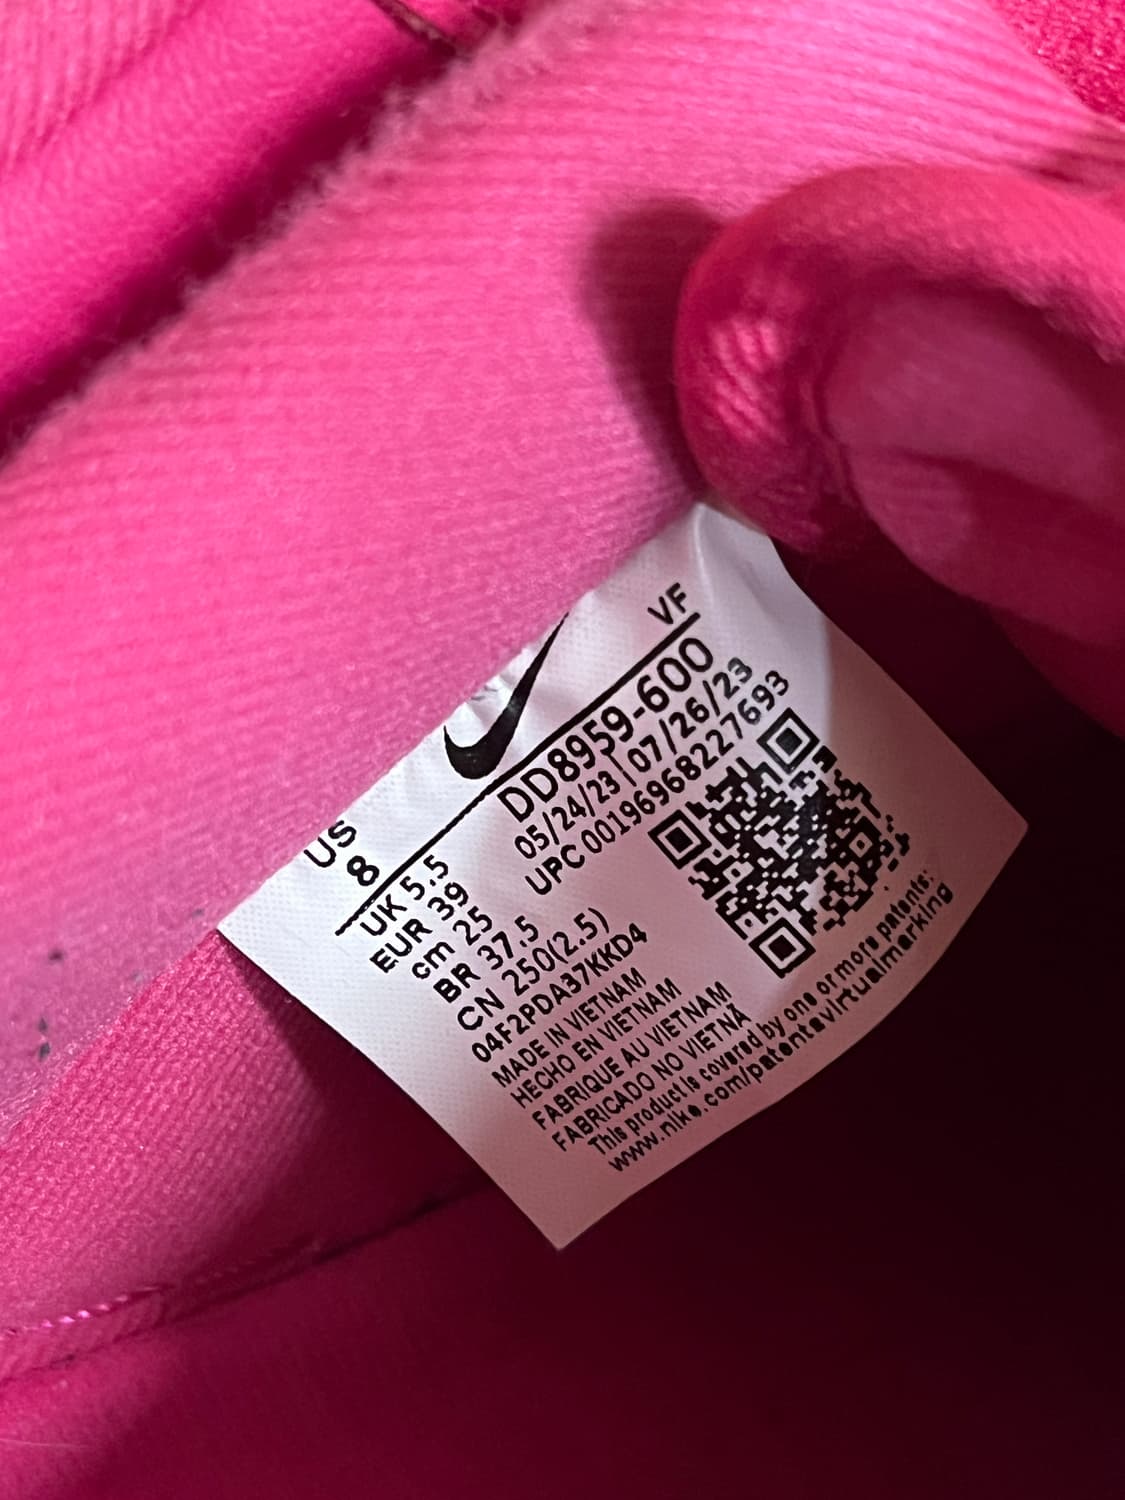 VF
US
8
DD8959-600
05/24/23|07/26/23
UPC 00196968227693
UK 5.5
EUR 39
cm 25
BR 37.5
CN 250(2.5)
04F2PDA37KKD4
MADE IN VIETNAM
HECHO EN VIETNAM
FABRIQUE AU VIETNAM
FABRICADO NO VIETNÃ
This product is covered by one or more patents:
www.nike.com/patentavirtualmarking